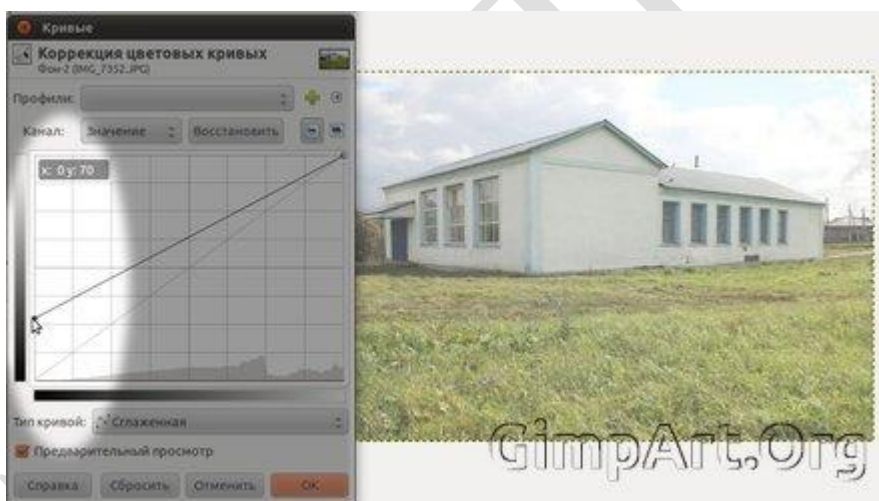 Кривые
Коррекция цветовых кривых
Фон-2 (IMG_7352.JPG)
Профили:
Канал: Значение Восстановить
x: 0 y: 70
Тип кривой: Сглаженная
Предварительный просмотр
Справка Сбросить Отменить OK
GimpArt.Org